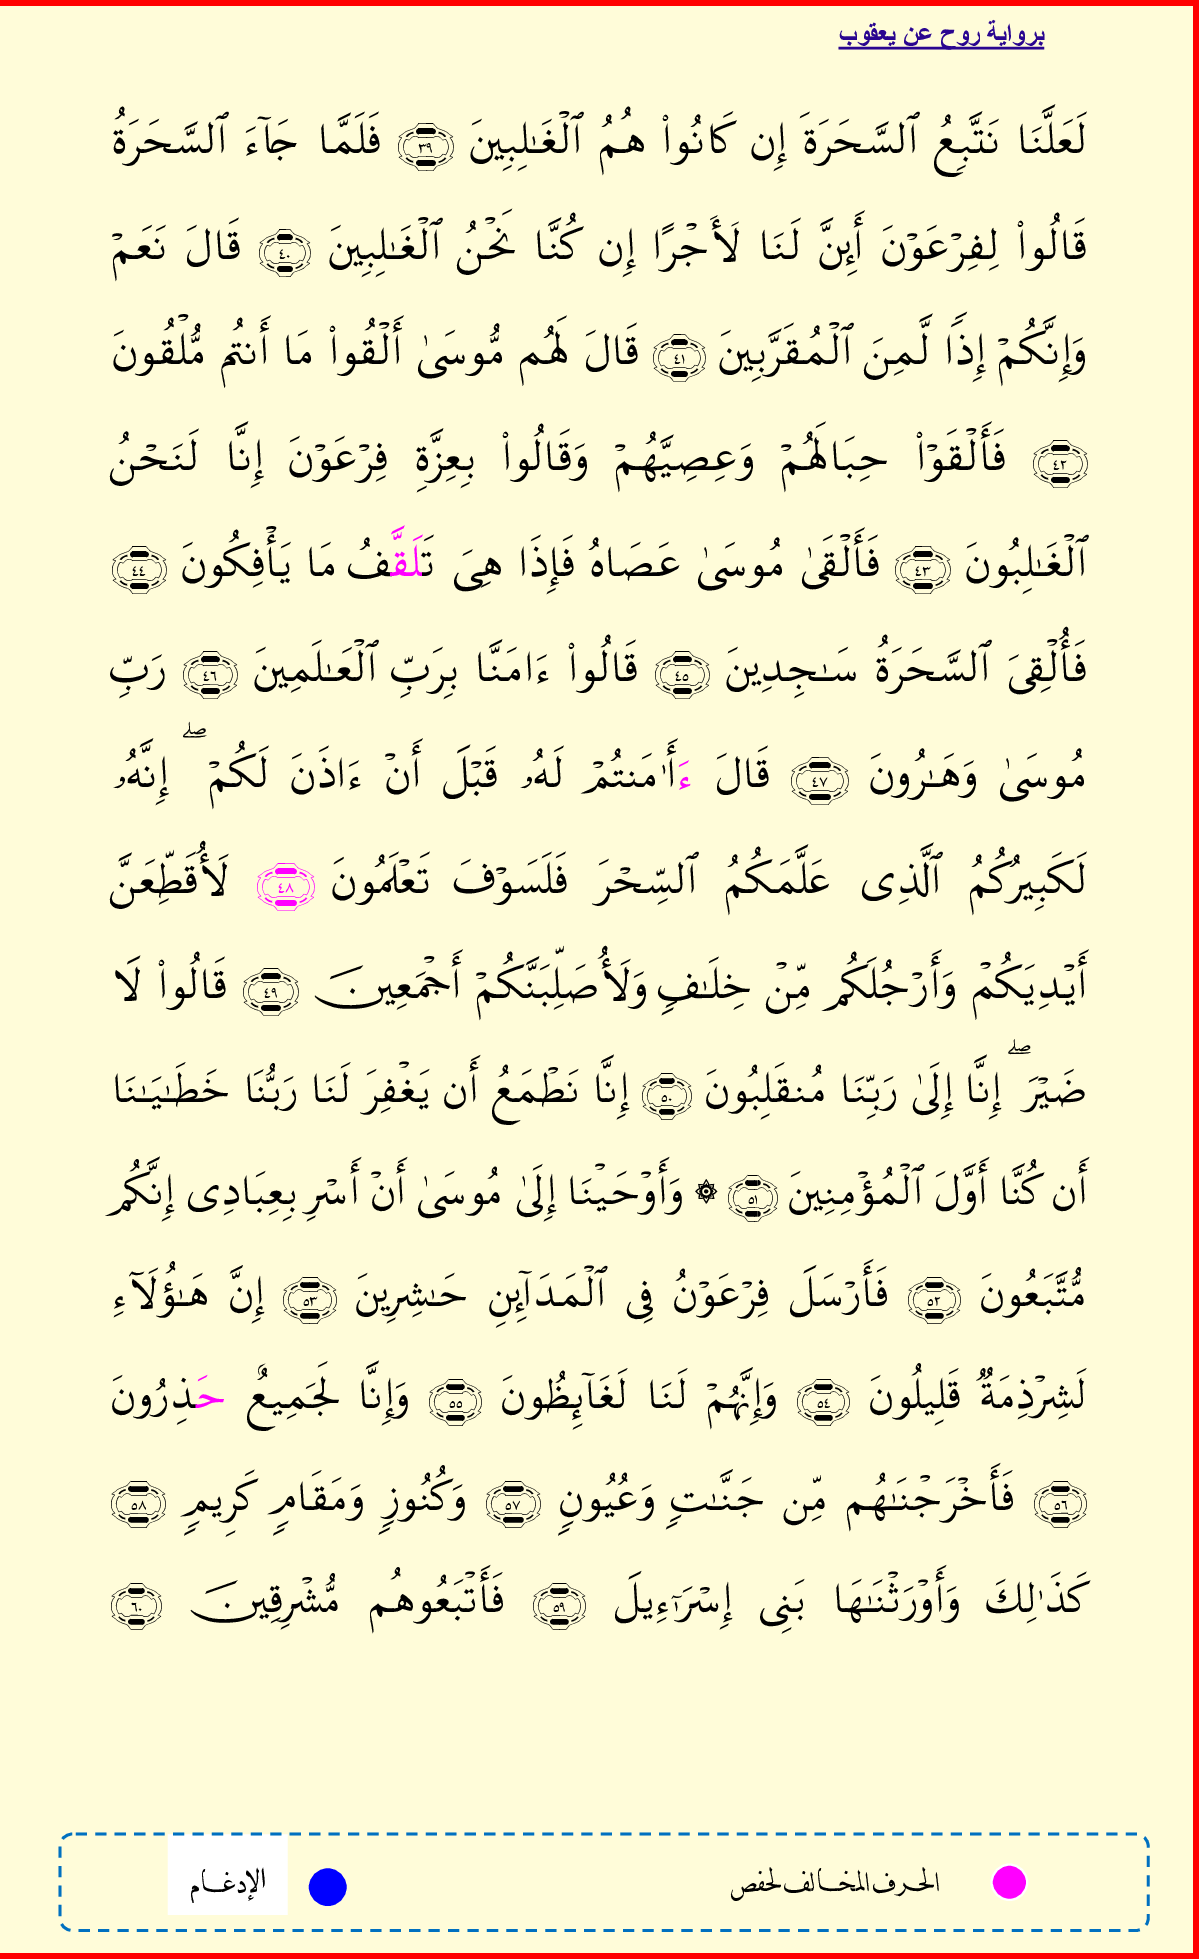 برواية روح عن يعقوب
لَعَلَّنَا نَتَّبِعُ ٱلسَّحَرَةَ إِن كَانُوا۟ هُمُ ٱلْغَـٰلِبِينَ ٣٩ فَلَمَّا جَآءَ ٱلسَّحَرَةُ
قَالُوا۟ لِفِرْعَوْنَ أَئِنَّ لَنَا لَأَجْرًا إِن كُنَّا نَحْنُ ٱلْغَـٰلِبِينَ ٤٠ قَالَ نَعَمْ
وَإِنَّكُمْ إِذًا لَّمِنَ ٱلْمُقَرَّبِينَ ٤١ قَالَ لَهُم مُّوسَىٰ أَلْقُوا۟ مَا أَنتُم مُّلْقُونَ
٤٢ فَأَلْقَوْا۟ حِبَالَهُمْ وَعِصِيَّهُمْ وَقَالُوا۟ بِعِزَّةِ فِرْعَوْنَ إِنَّا لَنَحْنُ
ٱلْغَـٰلِبُونَ ٤٣ فَأَلْقَىٰ مُوسَىٰ عَصَاهُ فَإِذَا هِىَ تَلَقَّفُ مَا يَأْفِكُونَ ٤٤
فَأُلْقِىَ ٱلسَّحَرَةُ سَـٰجِدِينَ ٤٥ قَالُوا۟ ءَامَنَّا بِرَبِّ ٱلْعَـٰلَمِينَ ٤٦ رَبِّ
مُوسَىٰ وَهَـٰرُونَ ٤٧ قَالَ ءَأَٰمَنتُمْ لَهُۥ قَبْلَ أَنْ ءَاذَنَ لَكُمْ ۖ إِنَّهُۥ
لَكَبِيرُكُمُ ٱلَّذِى عَلَّمَكُمُ ٱلسِّحْرَ فَلَسَوْفَ تَعْلَمُونَ ٤٨ لَأُقَطِّعَنَّ
أَيْدِيَكُمْ وَأَرْجُلَكُم مِّنْ خِلَـٰفٍ وَلَأُصَلِّبَنَّكُمْ أَجْمَعِينَ ٤٩ قَالُوا۟ لَا
ضَيْرَ ۖ إِنَّا إِلَىٰ رَبِّنَا مُنقَلِبُونَ ٥٠ إِنَّا نَطْمَعُ أَن يَغْفِرَ لَنَا رَبُّنَا خَطَـٰيَـٰنَا
أَن كُنَّا أَوَّلَ ٱلْمُؤْمِنِينَ ٥١ ۞ وَأَوْحَيْنَا إِلَىٰ مُوسَىٰ أَنْ أَسْرِ بِعِبَادِى إِنَّكُم
مُّتَّبَعُونَ ٥٢ فَأَرْسَلَ فِرْعَوْنُ فِى ٱلْمَدَآئِنِ حَـٰشِرِينَ ٥٣ إِنَّ هَـٰؤُلَآءِ
لَشِرْذِمَةٌ قَلِيلُونَ ٥٤ وَإِنَّهُمْ لَنَا لَغَآئِظُونَ ٥٥ وَإِنَّا لَجَمِيعٌ حَذِرُونَ
٥٦ فَأَخْرَجْنَـٰهُم مِّن جَنَّـٰتٍ وَعُيُونٍ ٥٧ وَكُنُوزٍ وَمَقَامٍ كَرِيمٍ ٥٨
كَذَٰلِكَ وَأَوْرَثْنَـٰهَا بَنِى إِسْرَـٰٓءِيلَ ٥٩ فَأَتْبَعُوهُم مُّشْرِقِينَ ٦٠
الحرف المخالف لحفص
الإدغام